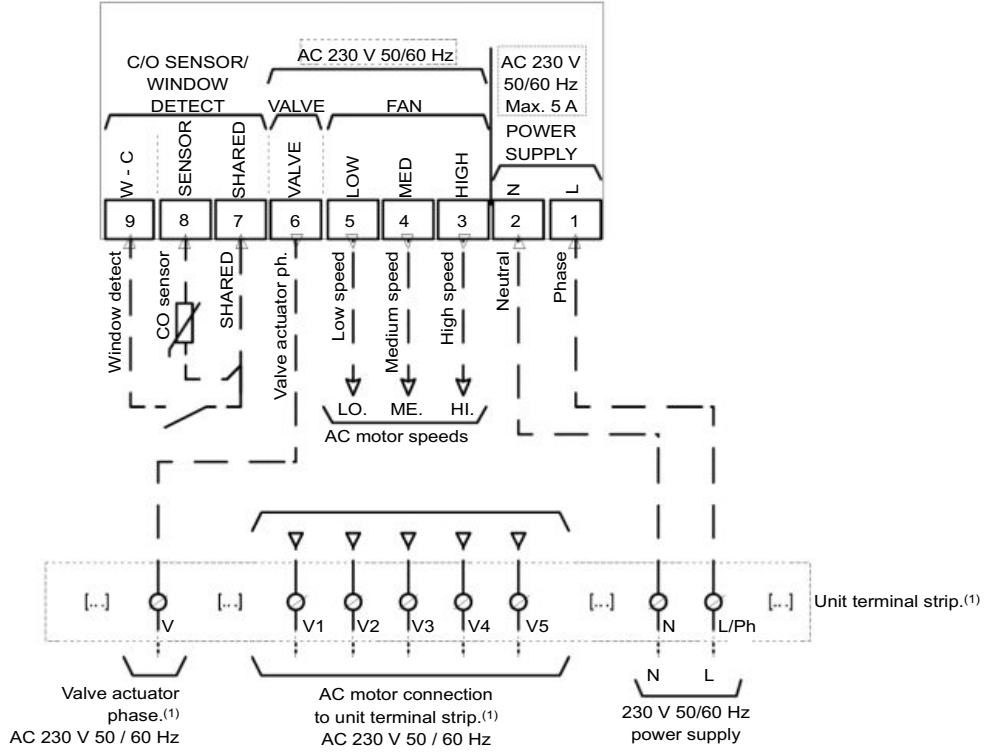 AC 230 V 50/60 Hz
C/O SENSOR/
WINDOW
DETECT
VALVE
FAN
AC 230 V
50/60 Hz
Max. 5 A
POWER
SUPPLY
W - C
SENSOR
SHARED
VALVE
LOW
MED
HIGH
N
L
9
8
7
6
5
4
3
2
1
Window detect
CO sensor
SHARED
Valve actuator ph.
Low speed
Medium speed
High speed
Neutral
Phase
LO.
ME.
HI.
AC motor speeds
[...]
[...]
[...]
[...]
Unit terminal strip.(1)
V
V1
V2
V3
V4
V5
N
L/Ph
Valve actuator
phase.(1)
AC 230 V 50 / 60 Hz
AC motor connection
to unit terminal strip.(1)
AC 230 V 50 / 60 Hz
N
L
230 V 50/60 Hz
power supply